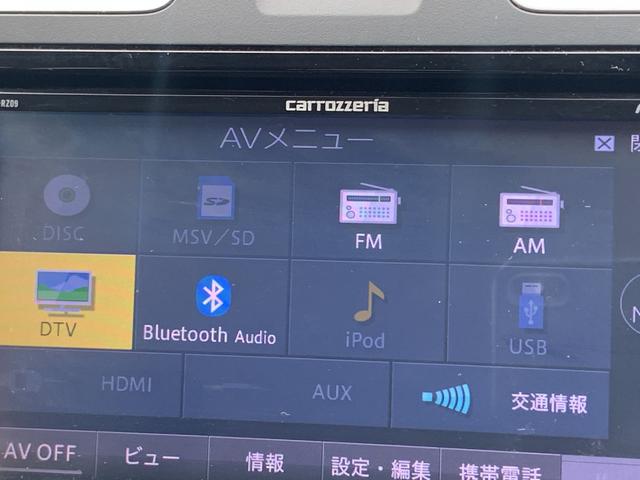 RZ09
carrozzeria
AVメニュー
DISC
MSV/SD
FM
AM
DTV
Bluetooth Audio
iPod
USB
HDMI
AUX
交通情報
AV OFF
ビュー
情報
設定・編集
携帯電話